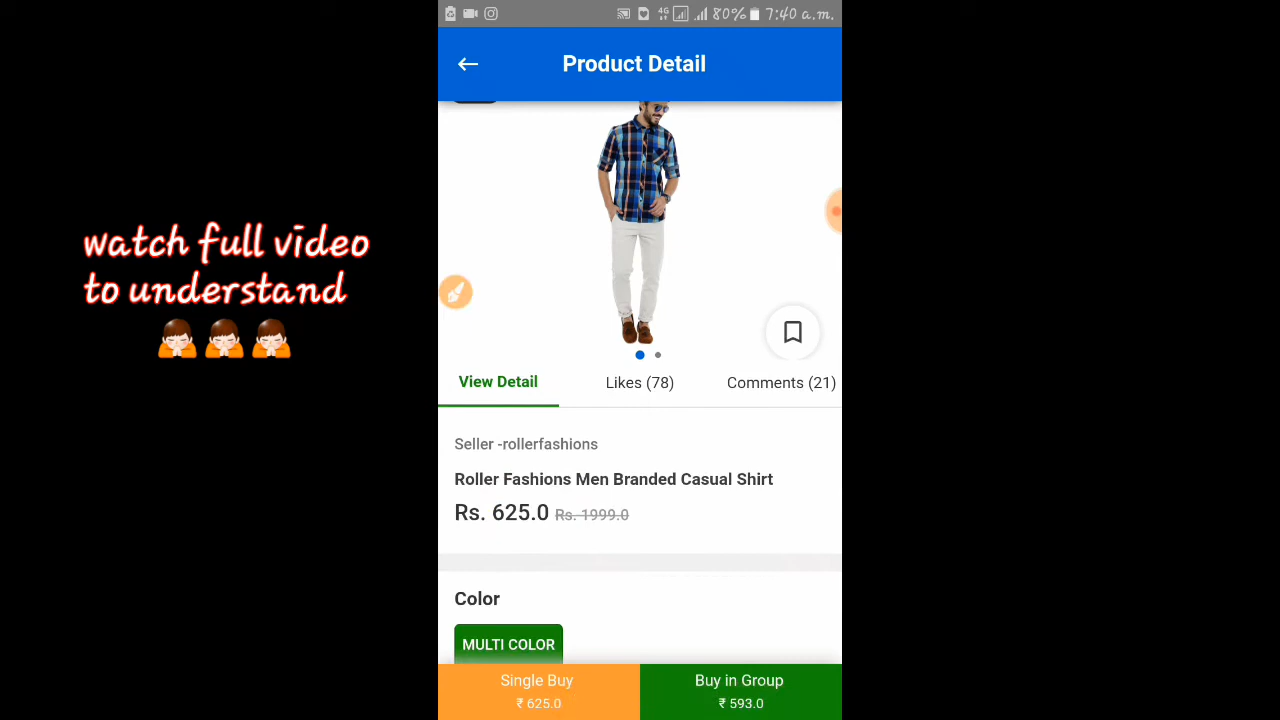 4G 80% 7:40 a.m.
Product Detail
watch full video
to understand
View Detail
Likes (78)
Comments (21)
Seller -rollerfashions
Roller Fashions Men Branded Casual Shirt
Rs. 625.0 Rs. 1999.0
Color
MULTI COLOR
Single Buy
₹ 625.0
Buy in Group
₹ 593.0